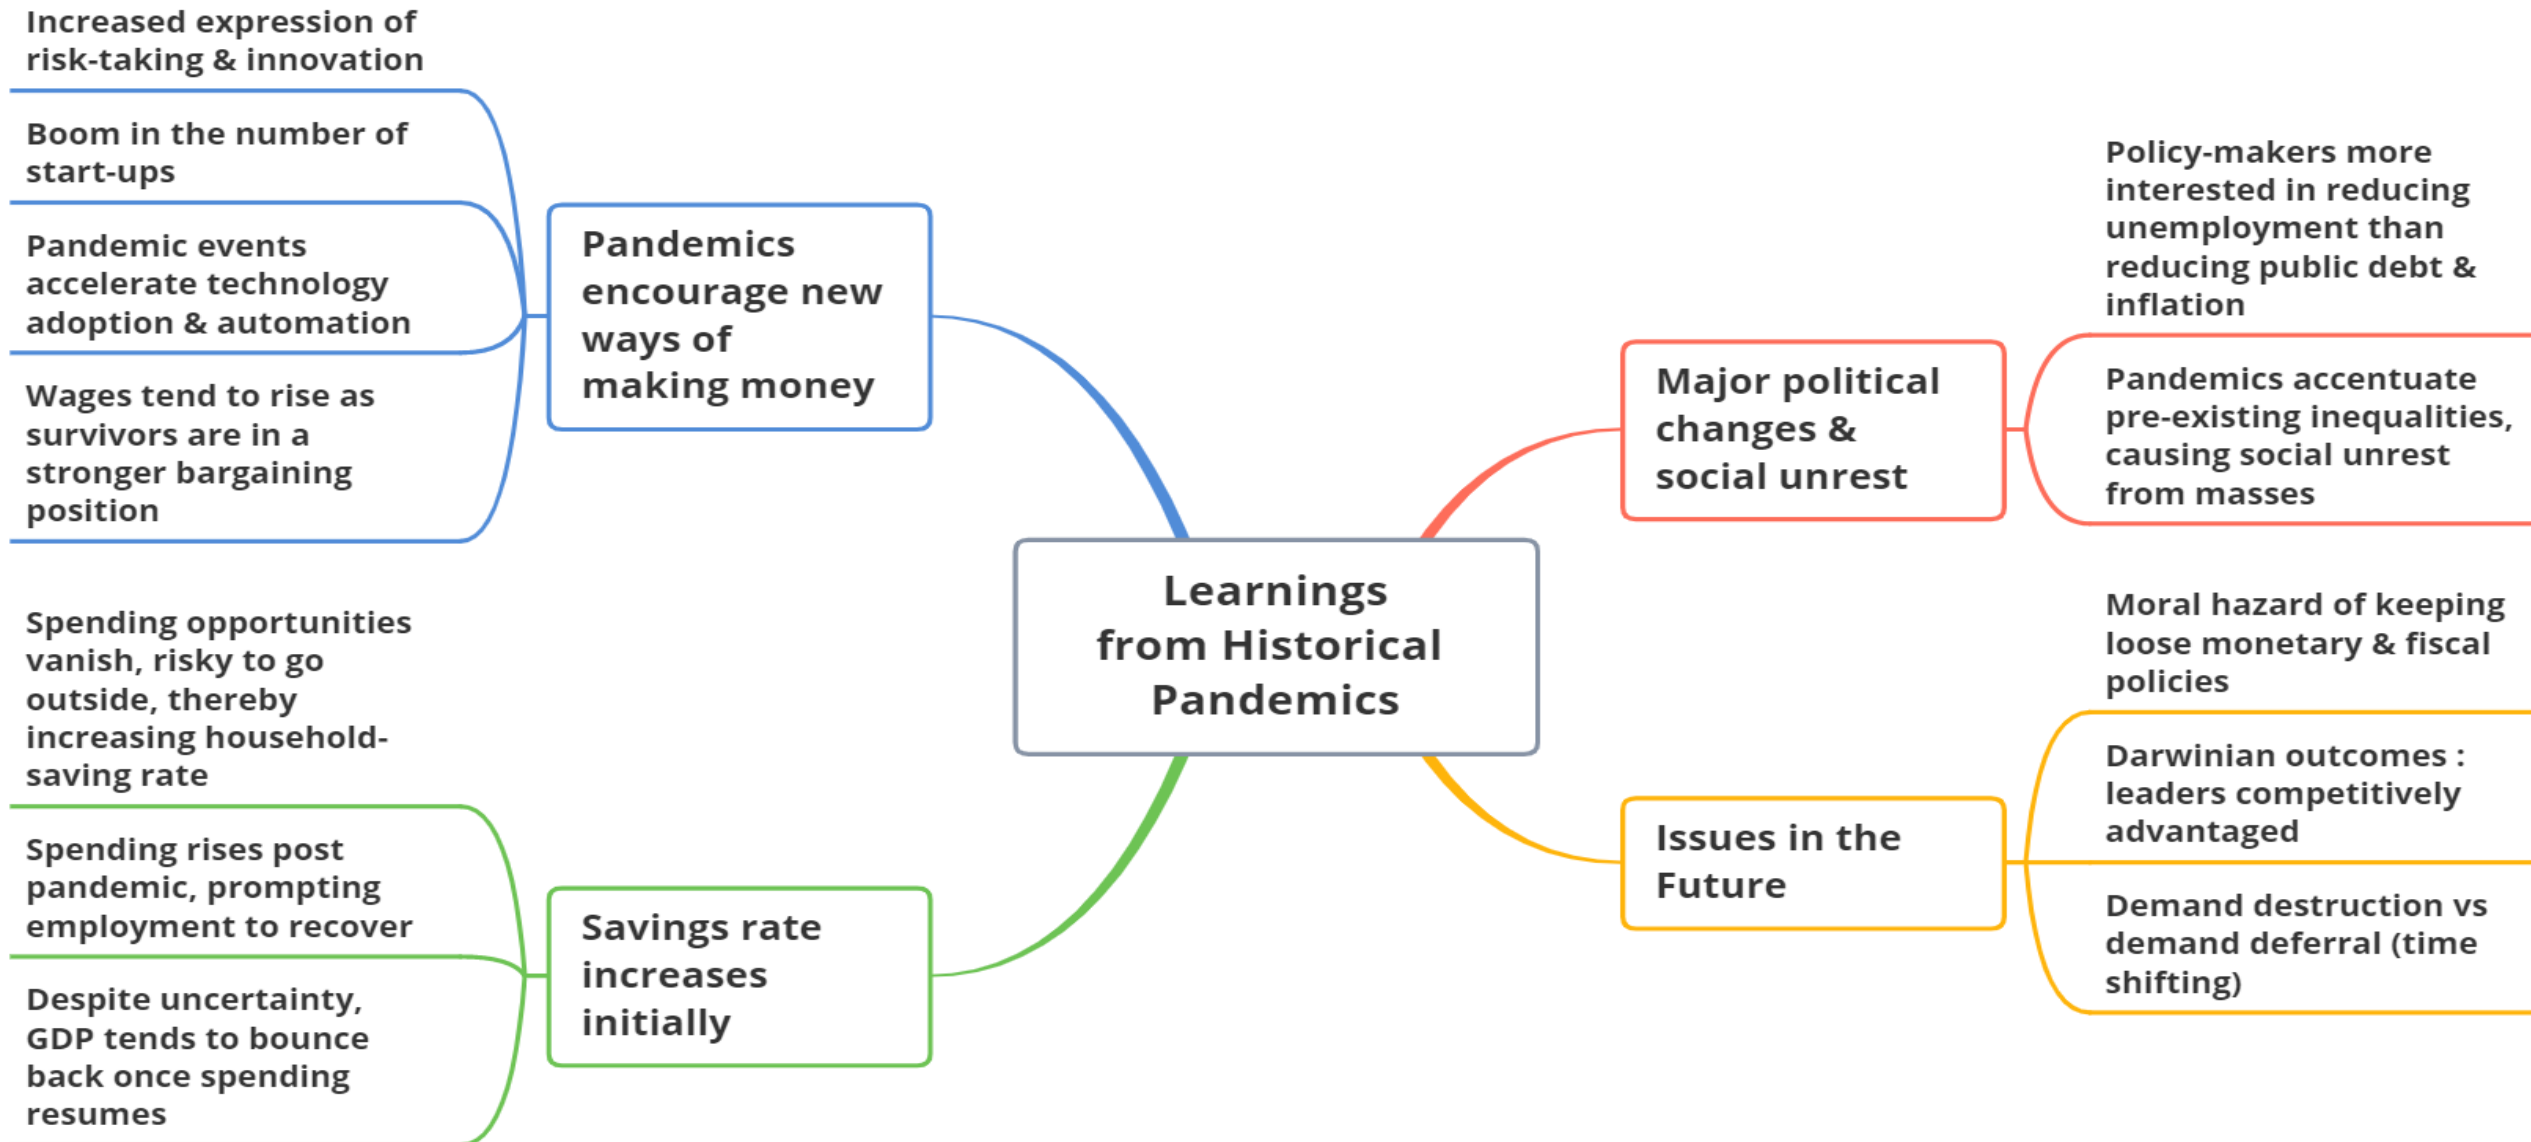 Increased expression of
risk-taking & innovation
Boom in the number of
start-ups
Pandemic events
accelerate technology
adoption & automation
Wages tend to rise as
survivors are in a
stronger bargaining
position
Pandemics
encourage new
ways of
making money
Spending opportunities
vanish, risky to go
outside, thereby
increasing household-
saving rate
Spending rises post
pandemic, prompting
employment to recover
Despite uncertainty,
GDP tends to bounce
back once spending
resumes
Savings rate
increases
initially
Learnings
from Historical
Pandemics
Major political
changes &
social unrest
Policy-makers more
interested in reducing
unemployment than
reducing public debt &
inflation
Pandemics accentuate
pre-existing inequalities,
causing social unrest
from masses
Issues in the
Future
Moral hazard of keeping
loose monetary & fiscal
policies
Darwinian outcomes :
leaders competitively
advantaged
Demand destruction vs
demand deferral (time
shifting)